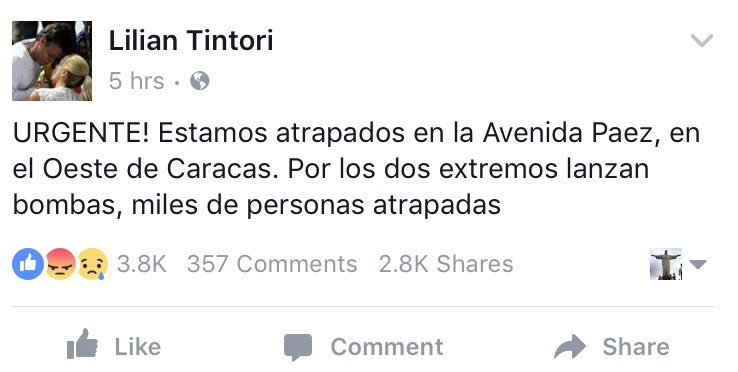 Lilian Tintori
5 hrs ·
URGENTE! Estamos atrapados en la Avenida Paez, en
el Oeste de Caracas. Por los dos extremos lanzan
bombas, miles de personas atrapadas
3.8K 357 Comments 2.8K Shares
Like Comment Share